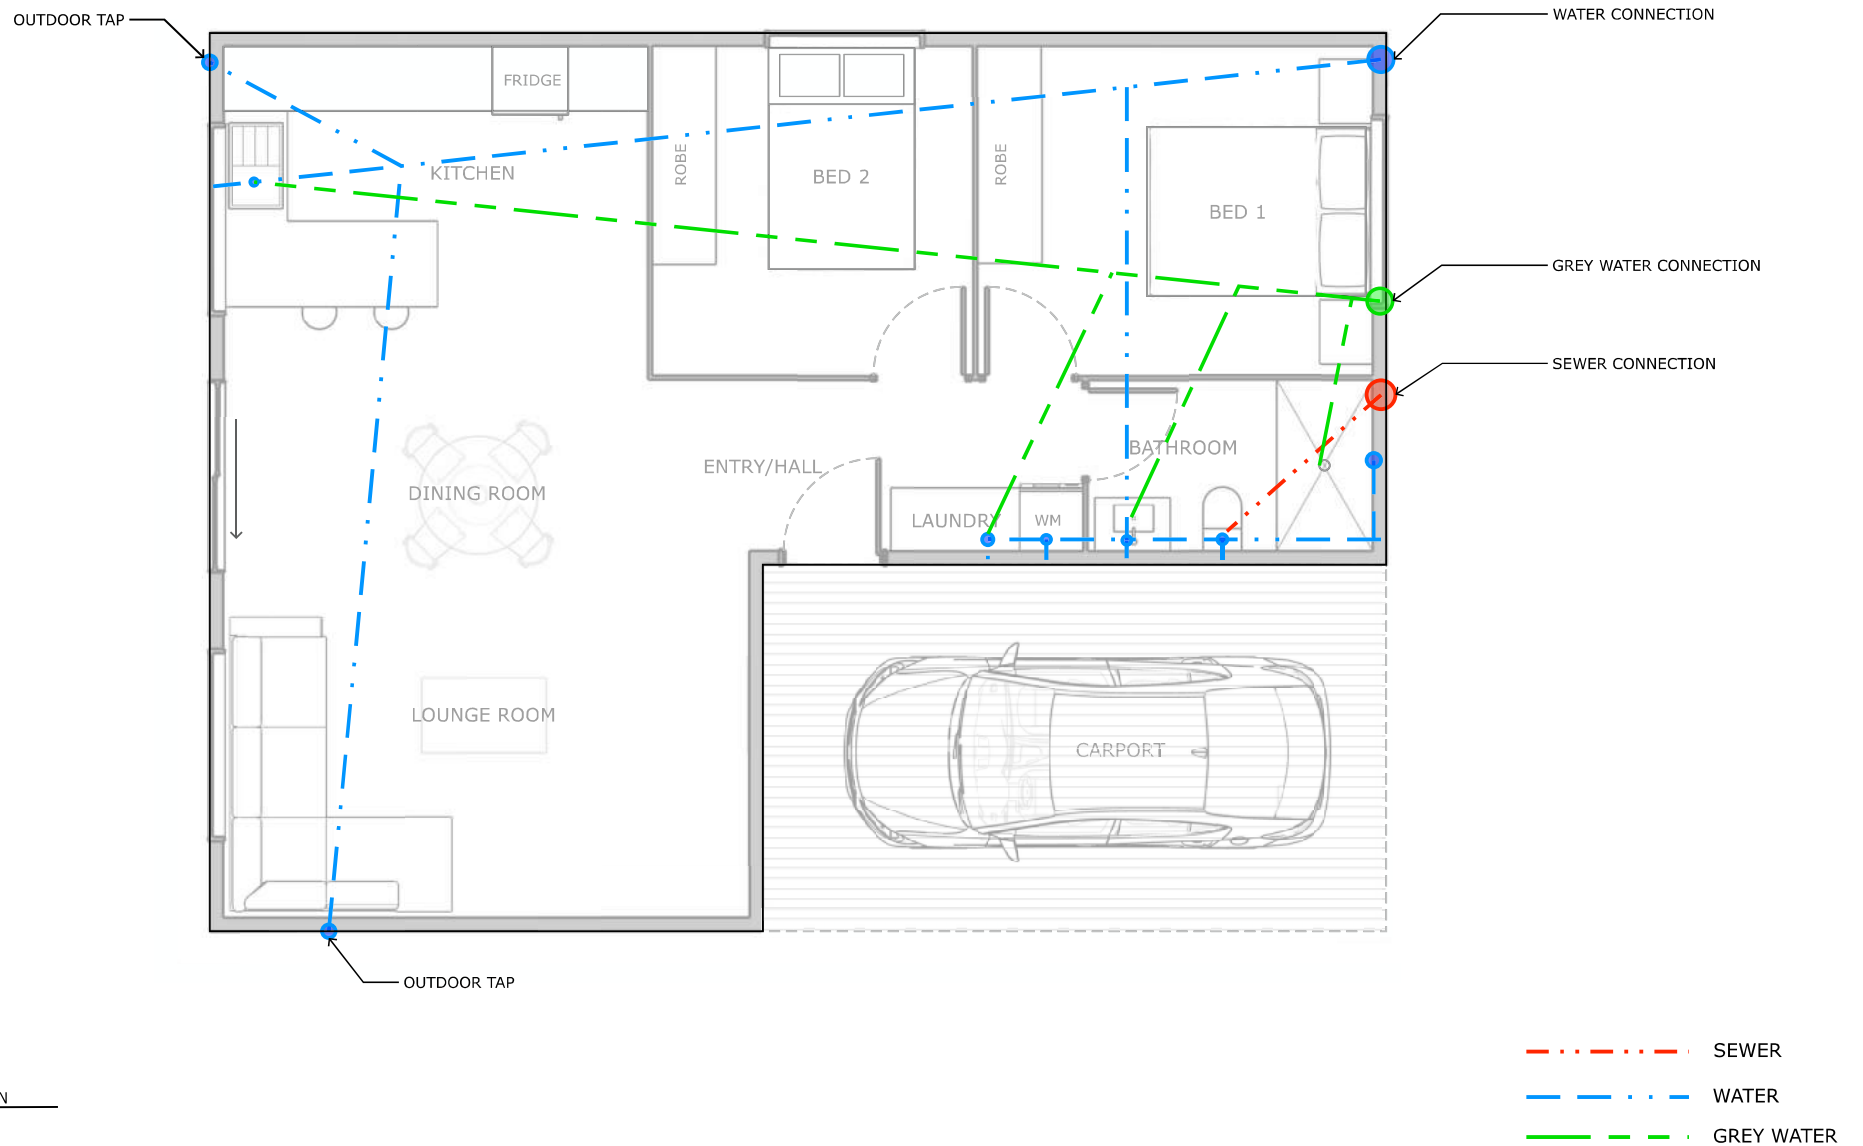 OUTDOOR TAP
WATER CONNECTION
FRIDGE
KITCHEN
ROBE
BED 2
ROBE
BED 1
GREY WATER CONNECTION
SEWER CONNECTION
BATHROOM
ENTRY/HALL
DINING ROOM
LAUNDRY
WM
LOUNGE ROOM
CARPORT
OUTDOOR TAP
SEWER
WATER
GREY WATER
N